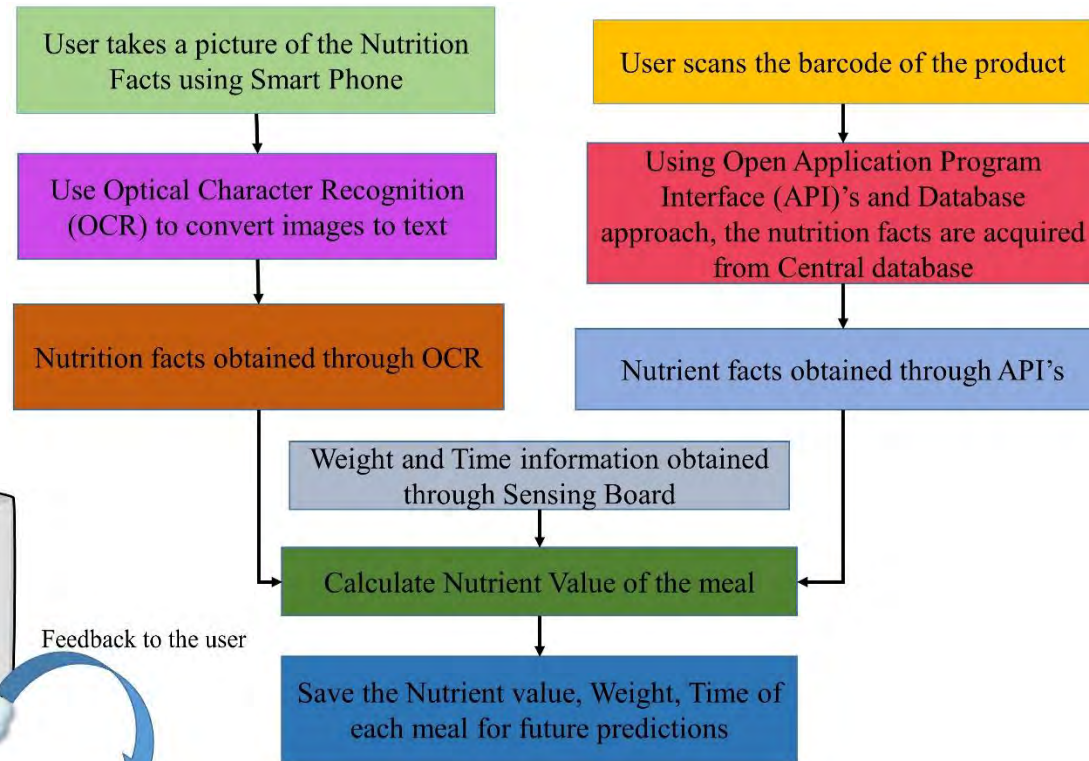 User takes a picture of the Nutrition
Facts using Smart Phone
User scans the barcode of the product
Use Optical Character Recognition
(OCR) to convert images to text
Using Open Application Program
Interface (API)'s and Database
approach, the nutrition facts are acquired
from Central database
Nutrition facts obtained through OCR
Nutrient facts obtained through API's
Weight and Time information obtained
through Sensing Board
Calculate Nutrient Value of the meal
Feedback to the user
Save the Nutrient value, Weight, Time of
each meal for future predictions